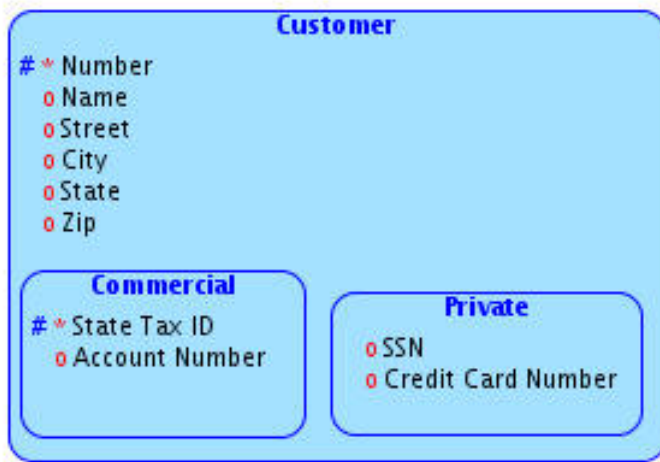 Customer
# * Number
o Name
o Street
o City
o State
o Zip
Commercial
# * State Tax ID
o Account Number
Private
o SSN
o Credit Card Number